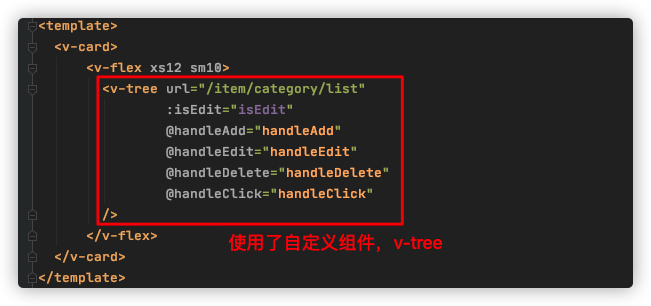 <template>
<v-card>
<v-flex xs12 sm10>
<v-tree url="/item/category/list"
:isEdit="isEdit"
@handleAdd="handleAdd"
@handleEdit="handleEdit"
@handleDelete="handleDelete"
@handleClick="handleClick"
/>
使用了自定义组件，v-tree
</v-flex>
</v-card>
</template>